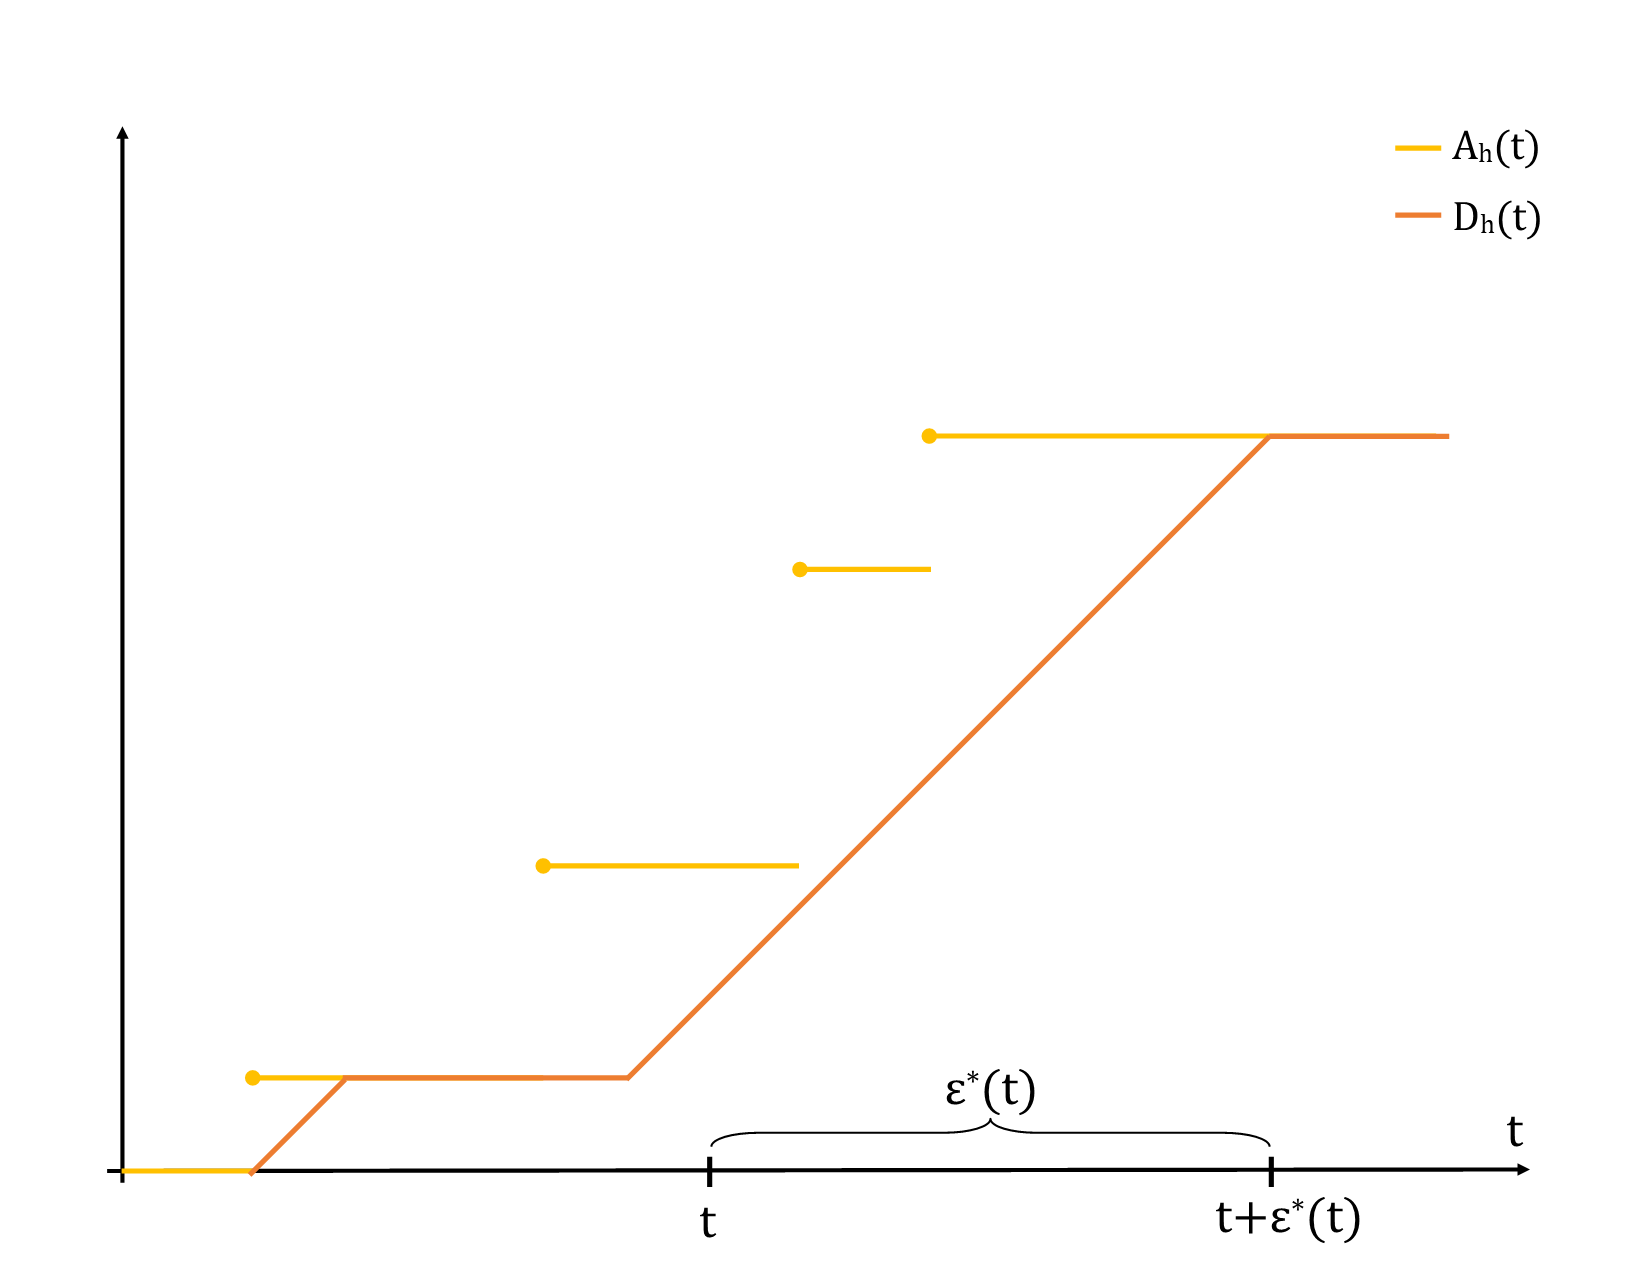 Aₕ(t)
Dₕ(t)
ε*(t)
t
t
t+ε*(t)